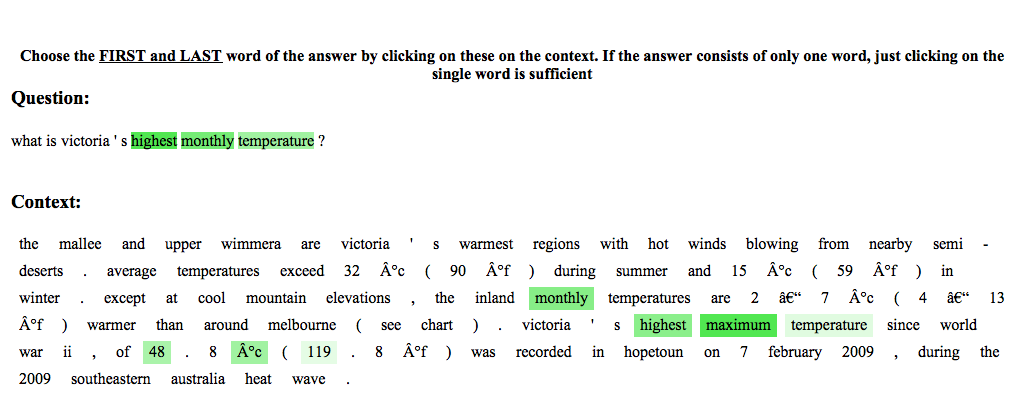 Choose the FIRST and LAST word of the answer by clicking on these on the context. If the answer consists of only one word, just clicking on the
single word is sufficient
Question:
what is victoria ' s highest monthly temperature ?
Context:
the mallee and upper wimmera are victoria ' s warmest regions with hot winds blowing from nearby semi -
deserts . average temperatures exceed 32 Â°c ( 90 Â°f ) during summer and 15 Â°c ( 59 Â°f ) in
winter . except at cool mountain elevations , the inland monthly temperatures are 2 â€“ 7 Â°c ( 4 â€“ 13
Â°f ) warmer than around melbourne ( see chart ) . victoria ' s highest maximum temperature since world
war ii , of 48 . 8 Â°c ( 119 . 8 Â°f ) was recorded in hopetoun on 7 february 2009 , during the
2009 southeastern australia heat wave .